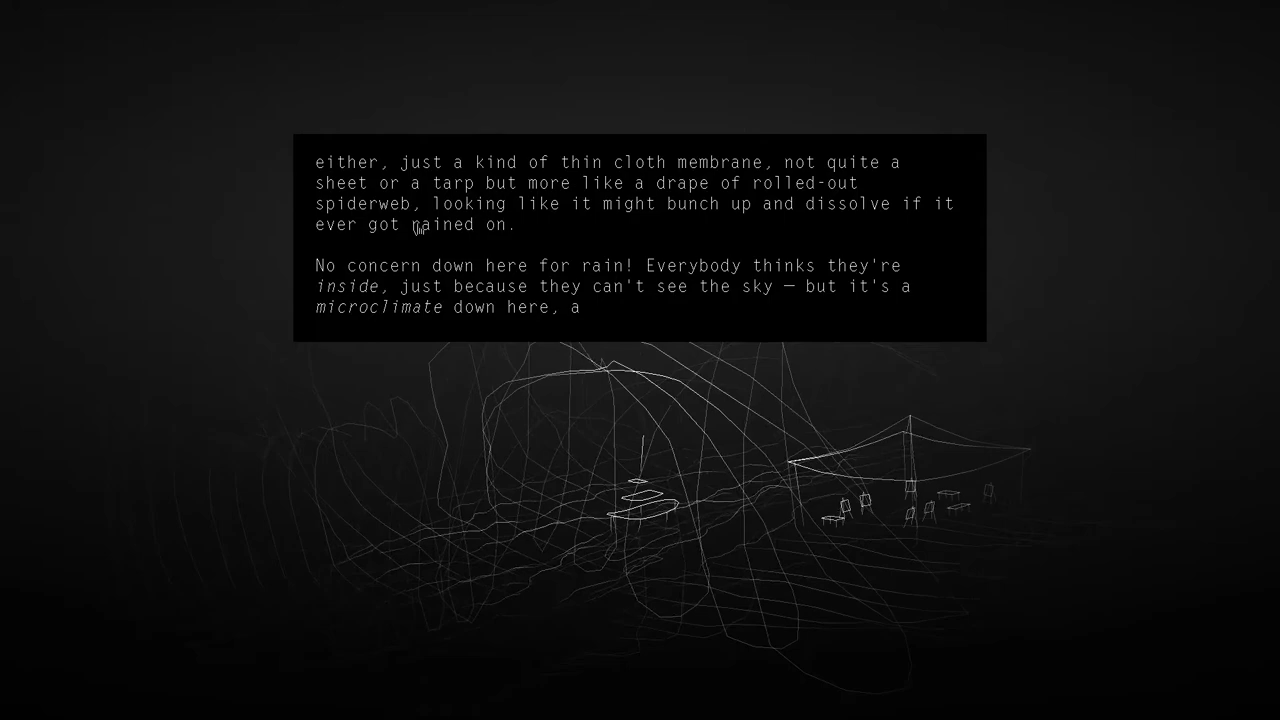 either, just a kind of thin cloth membrane, not quite a
sheet or a tarp but more like a drape of rolled-out
spiderweb, looking like it might bunch up and dissolve if it
ever got rained on.
No concern down here for rain! Everybody thinks they're
inside, just because they can't see the sky — but it's a
microclimate down here, a